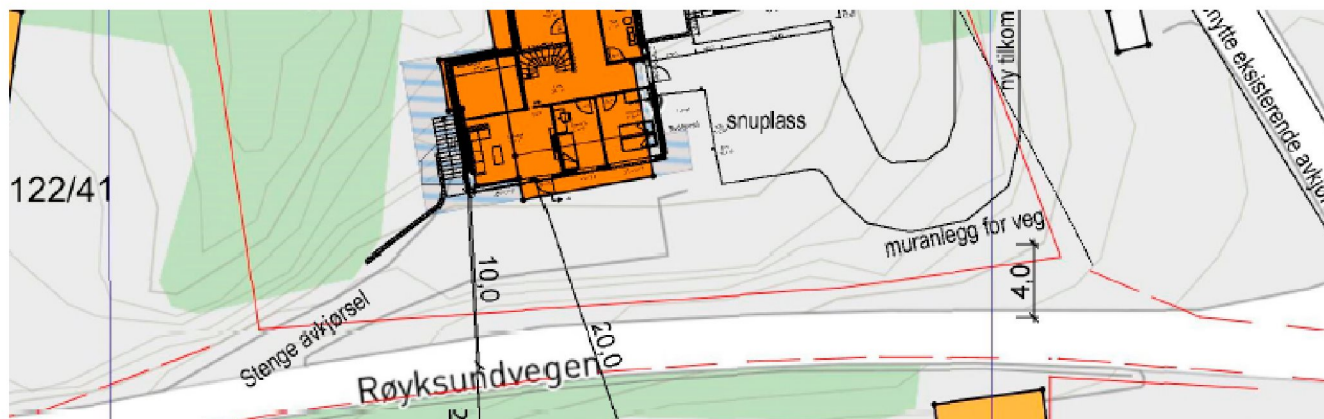 ny tilkom
nytte eksisterende avkjør
snuplass
122/41
muranlegg for veg
4,0
10,0
20,0
Stenge avkjørsel
Røyksundvegen